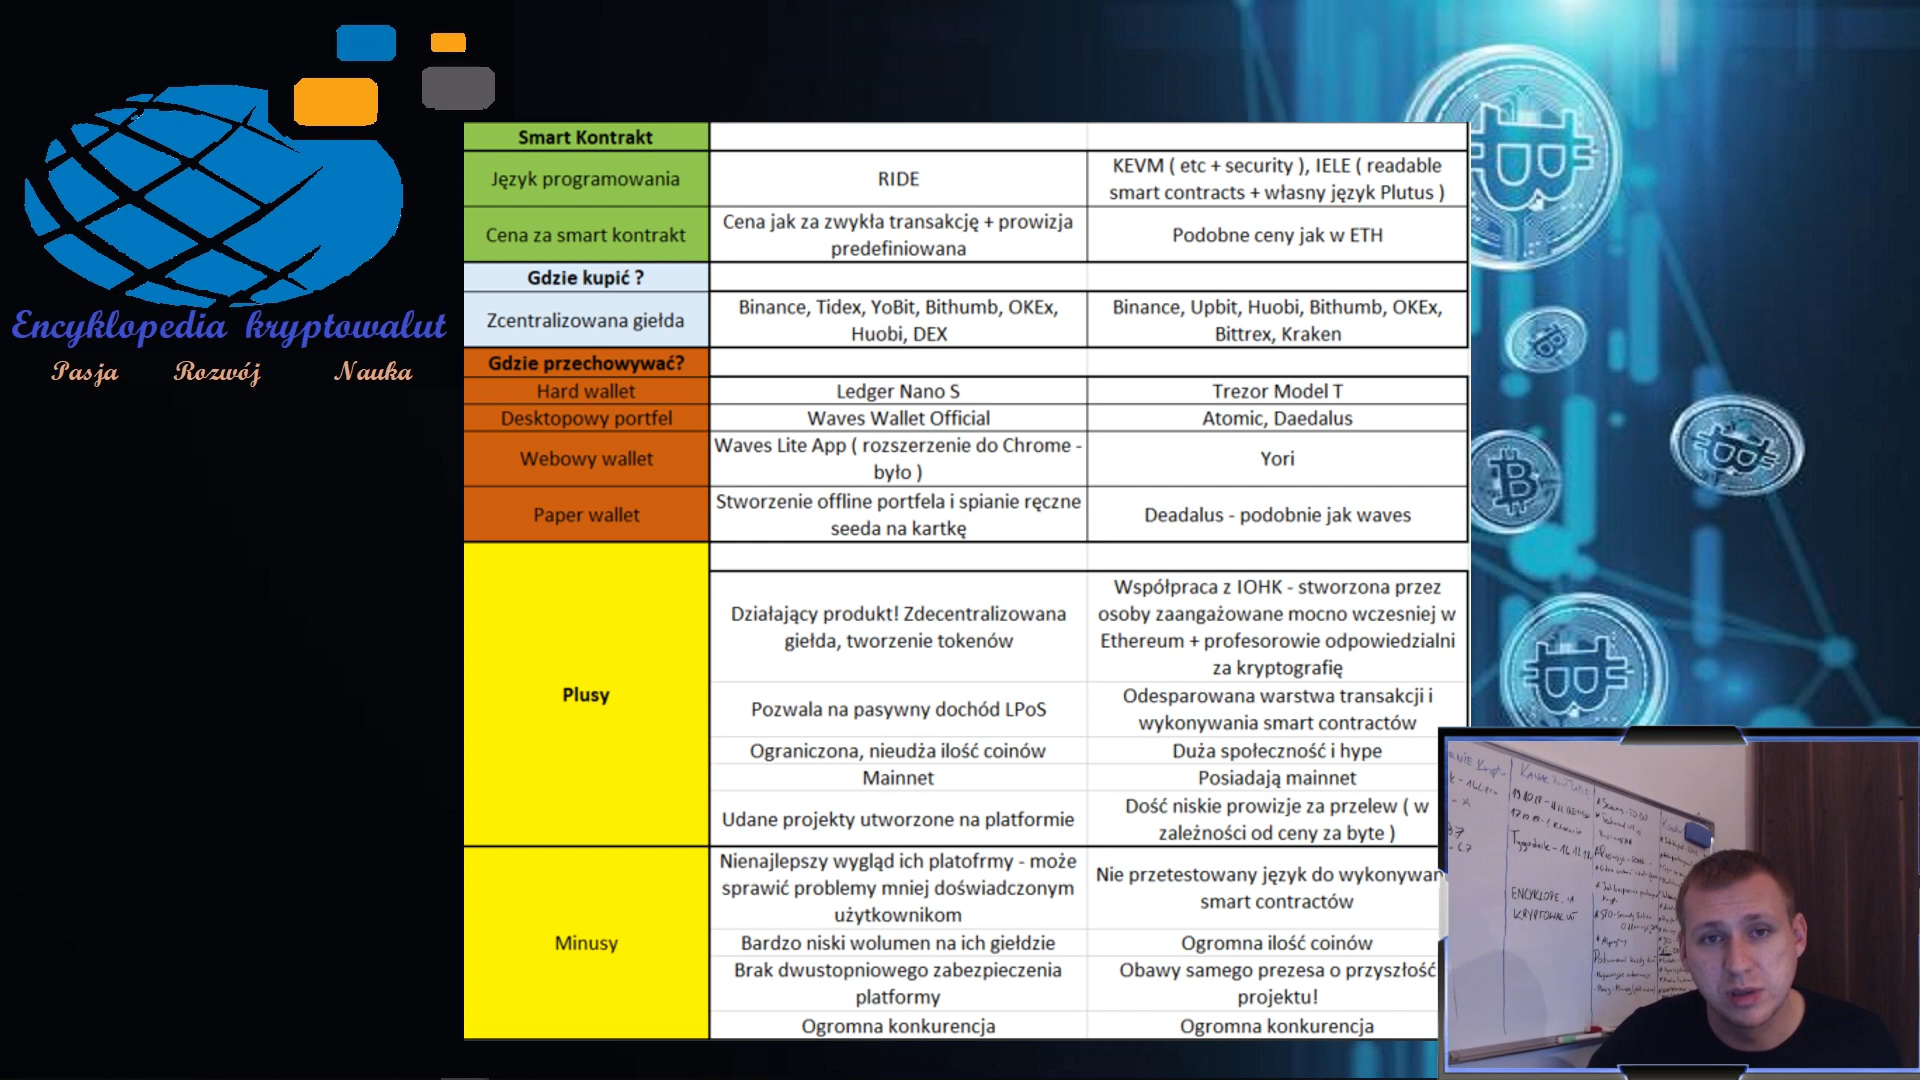 Encyklopedia kryptowalut
Pasja Rozwój Nauka
Smart Kontrakt
Język programowania
RIDE
KEVM ( etc + security ), IELE ( readable
smart contracts + własny język Plutus )
Cena za smart kontrakt
Cena jak za zwykła transakcję + prowizja
predefiniowana
Podobne ceny jak w ETH
Gdzie kupić ?
Zcentralizowana giełda
Binance, Tidex, YoBit, Bithumb, OKEx,
Huobi, DEX
Binance, Upbit, Huobi, Bithumb, OKEx,
Bittrex, Kraken
Gdzie przechowywać?
Hard wallet
Ledger Nano S
Trezor Model T
Desktopowy portfel
Waves Wallet Official
Atomic, Daedalus
Webowy wallet
Waves Lite App ( rozszerzenie do Chrome -
było )
Yori
Paper wallet
Stworzenie offline portfela i spianie ręczne
seeda na kartkę
Deadalus - podobnie jak waves
Plusy
Działający produkt! Zdecentralizowana
giełda, tworzenie tokenów
Współpraca z IOHK - stworzona przez
osoby zaangażowane mocno wczesniej w
Ethereum + profesorowie odpowiedzialni
za kryptografię
Pozwala na pasywny dochód LPoS
Odesparowana warstwa transakcji i
wykonywania smart contractów
Ograniczona, nieudża ilość coinów
Duża społeczność i hype
Mainnet
Posiadają mainnet
Udane projekty utworzone na platformie
Dość niskie prowizje za przelew ( w
zależności od ceny za byte )
Minusy
Nienajlepszy wygląd ich platofrmy - może
sprawić problemy mniej doświadczonym
użytkownikom
Nie przetestowany język do wykonywan
smart contractów
Bardzo niski wolumen na ich giełdzie
Ogromna ilość coinów
Brak dwustopniowego zabezpieczenia
platformy
Obawy samego prezesa o przyszłość
projektu!
Ogromna konkurencja
Ogromna konkurencja
KRYPTOWALUT